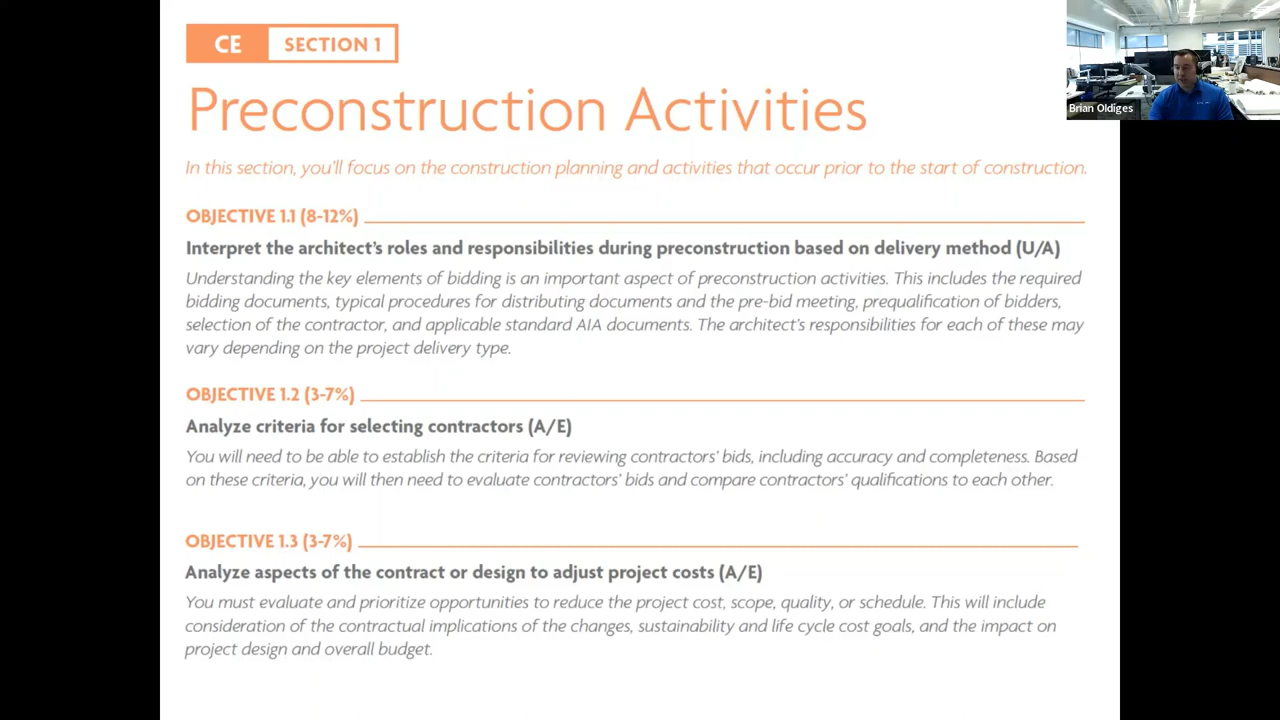 CE SECTION 1
Brian Oldiges
Preconstruction Activities
In this section, you'll focus on the construction planning and activities that occur prior to the start of construction.
OBJECTIVE 1.1 (8-12%)
Interpret the architect's roles and responsibilities during preconstruction based on delivery method (U/A)
Understanding the key elements of bidding is an important aspect of preconstruction activities. This includes the required
bidding documents, typical procedures for distributing documents and the pre-bid meeting, prequalification of bidders,
selection of the contractor, and applicable standard AIA documents. The architect's responsibilities for each of these may
vary depending on the project delivery type.
OBJECTIVE 1.2 (3-7%)
Analyze criteria for selecting contractors (A/E)
You will need to be able to establish the criteria for reviewing contractors' bids, including accuracy and completeness. Based
on these criteria, you will then need to evaluate contractors' bids and compare contractors' qualifications to each other.
OBJECTIVE 1.3 (3-7%)
Analyze aspects of the contract or design to adjust project costs (A/E)
You must evaluate and prioritize opportunities to reduce the project cost, scope, quality, or schedule. This will include
consideration of the contractual implications of the changes, sustainability and life cycle cost goals, and the impact on
project design and overall budget.